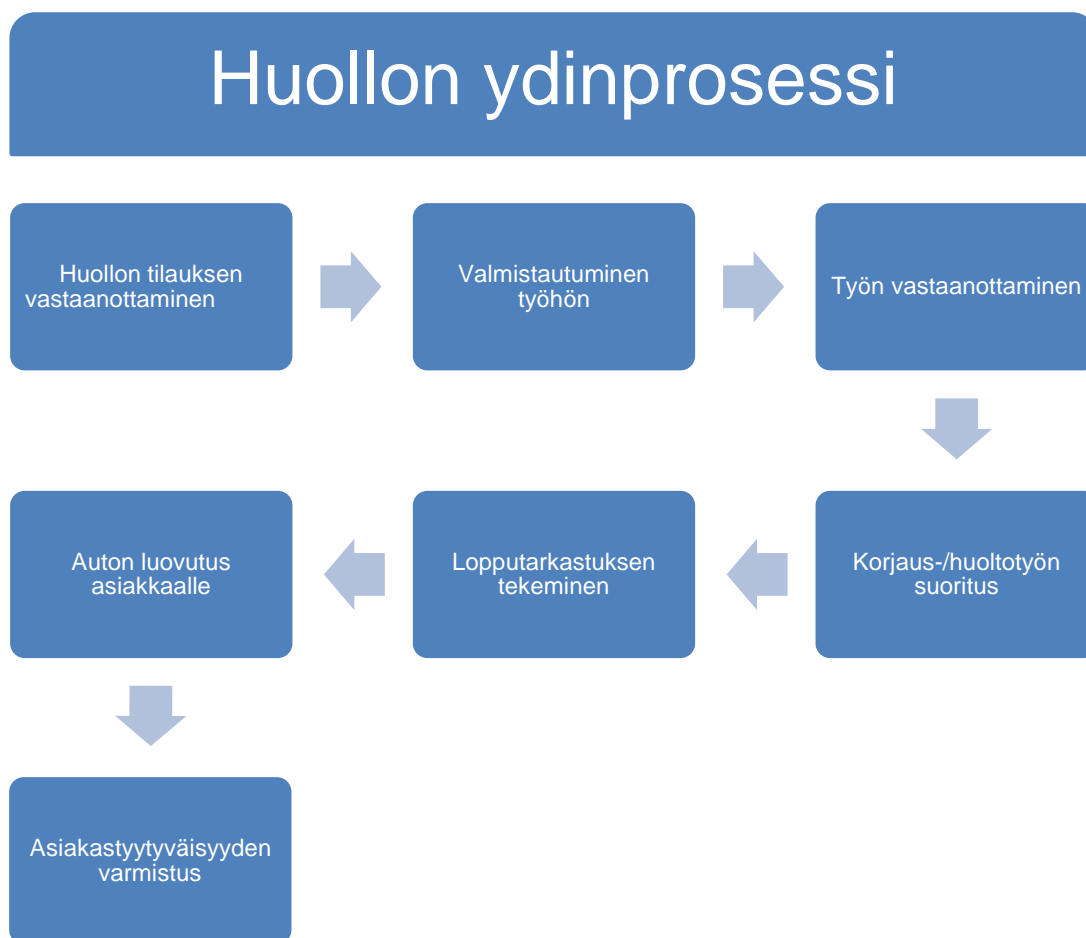 Huollon ydinprosessi
Huollon tilauksen
vastaanottaminen
Valmistautuminen
työhön
Työn vastaanottaminen
Korjaus-/huoltotyön
suoritus
Lopputarkastuksen
tekeminen
Auton luovutus
asiakkaalle
Asiakastyytyväisyyden
varmistus